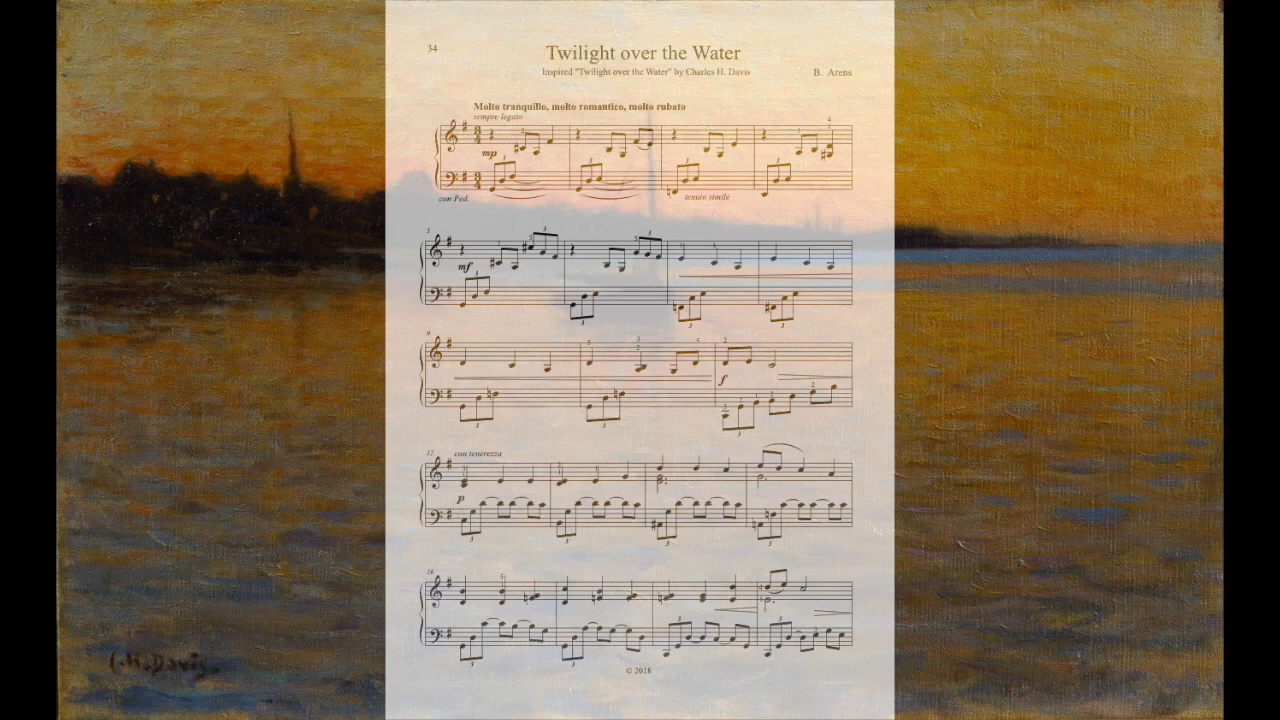 34
Twilight over the Water
Inspired "Twilight over the Water" by Charles H. Davis
B. Arens
Molto tranquillo, molto romantico, molto rubato
sempre legato
mp
con Ped.
tenuto simile
5
mf
9
f
12
con tenerezza
p
16
© 2018
C.H.Davis.